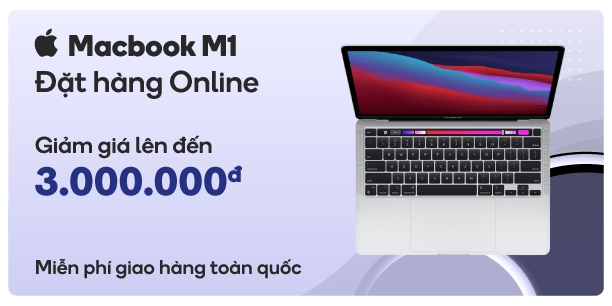 Macbook M1
Đặt hàng Online
Giảm giá lên đến
3.000.000đ
Miễn phí giao hàng toàn quốc